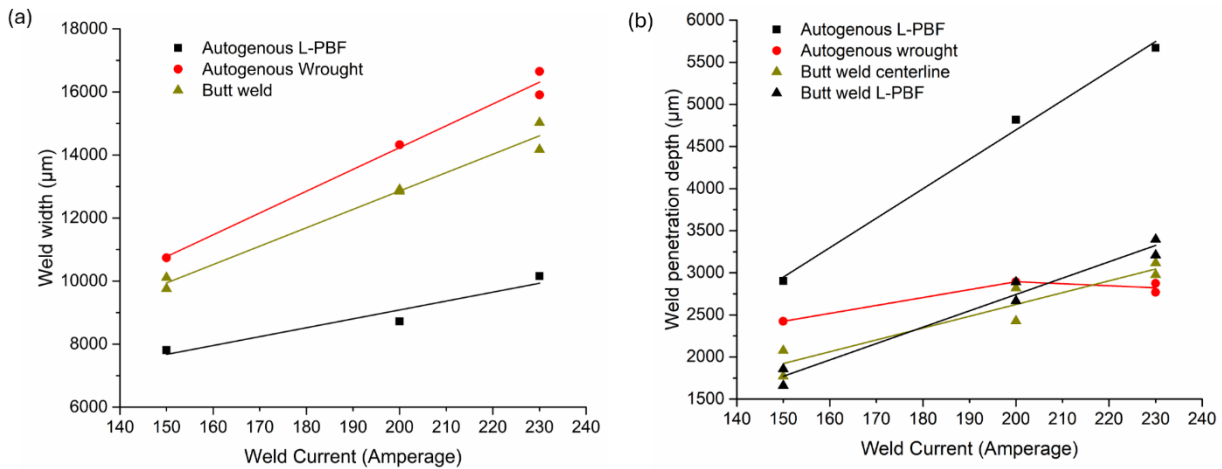 (a)
18000
16000
14000
12000
10000
8000
6000
Weld width (µm)
Autogenous L-PBF
Autogenous Wrought
Butt weld
140 150 160 170 180 190 200 210 220 230 240
Weld Current (Amperage)
(b)
6000
5500
5000
4500
4000
3500
3000
2500
2000
1500
Weld penetration depth (µm)
Autogenous L-PBF
Autogenous wrought
Butt weld centerline
Butt weld L-PBF
140 150 160 170 180 190 200 210 220 230 240
Weld Current (Amperage)